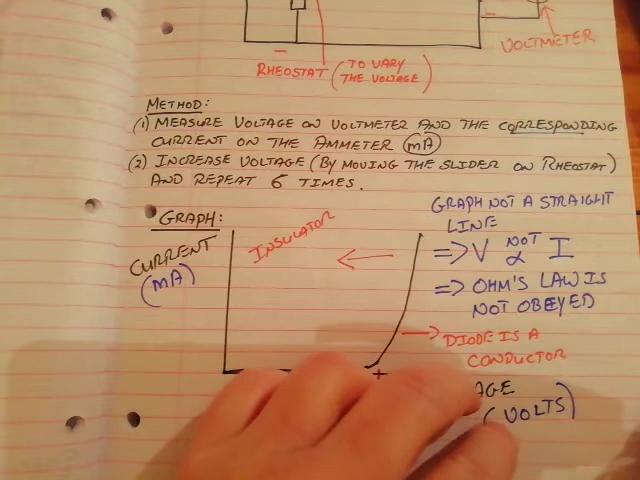 VOLTMETER
RHEOSTAT (TO VARY
THE VOLTAGE)
METHOD:
(1) MEASURE VOLTAGE ON VOLTMETER AND THE CORRESPONDING
CURRENT ON THE AMMETER (mA)
(2) INCREASE VOLTAGE (BY MOVING THE SLIDER ON RHEOSTAT)
AND REPEAT 6 TIMES.
GRAPH:
CURRENT
(mA)
INSULATOR
GRAPH NOT A STRAIGHT
LINE
=> V NOT ∝ I
=> OHM'S LAW IS
NOT OBEYED
DIODE IS A
CONDUCTOR
AGE
(VOLTS)